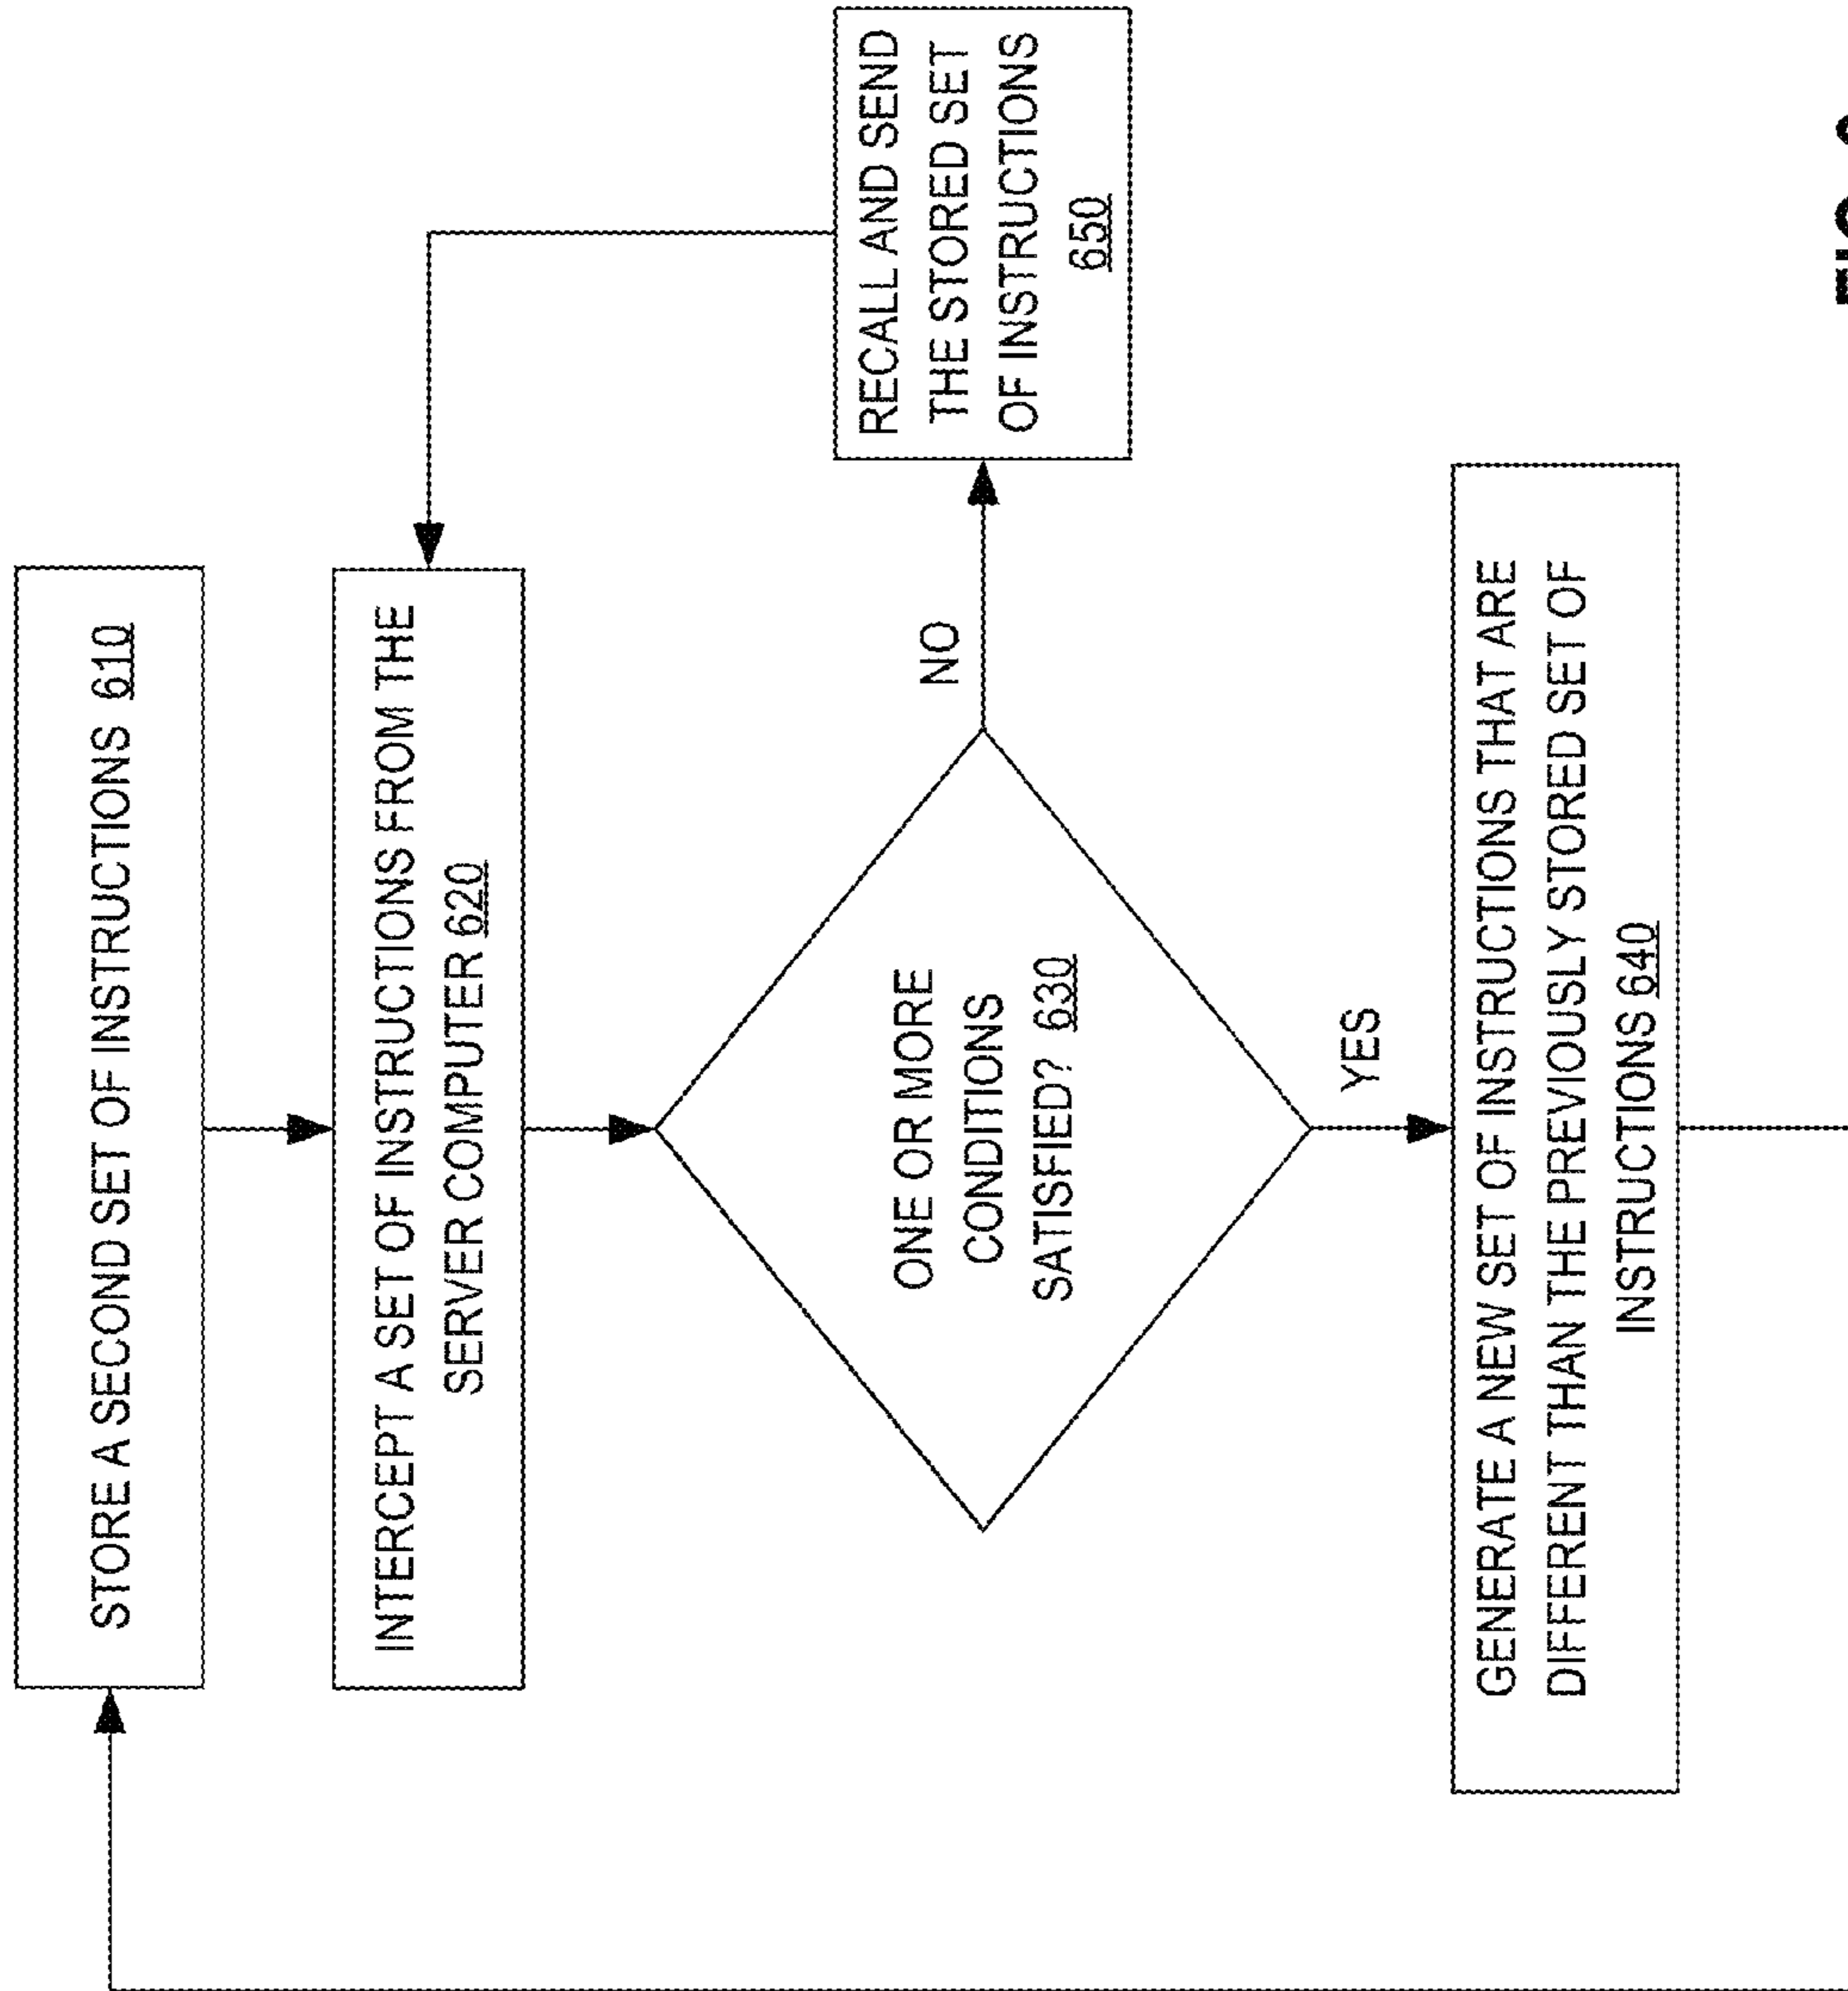 STORE A SECOND SET OF INSTRUCTIONS 610
INTERCEPT A SET OF INSTRUCTIONS FROM THE
SERVER COMPUTER 620
ONE OR MORE
CONDITIONS
SATISFIED? 630
NO
RECALL AND SEND
THE STORED SET
OF INSTRUCTIONS
650
YES
GENERATE A NEW SET OF INSTRUCTIONS THAT ARE
DIFFERENT THAN THE PREVIOUSLY STORED SET OF
INSTRUCTIONS 640